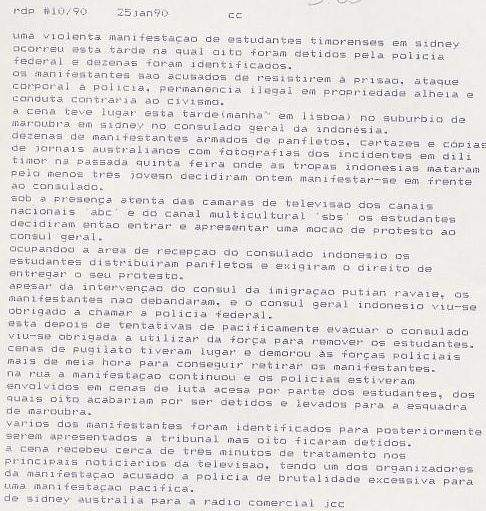 rdp #10/90 25jan90 cc
uma violenta manifestaçao de estudantes timorenses em sidney
ocorreu esta tarde na qual oito foram detidos pela policia
federal e dezenas foram identificados.
os manifestantes sao acusados de resistirem à prisao, ataque
corporal à policia, permanencia ilegal em propriedade alheia e
conduta contraria ao civismo.
a cena teve lugar esta tarde(manha~ em lisboa) no suburbio de
maroubra em sidney no consulado geral da indonésia.
dezenas de manifestantes armados de panfletos, cartazes e cópias
de jornais australianos com fotografias dos incidentes em dili
timor na passada quinta feira onde as tropas indonesias mataram
pelo menos três jovesn decidiram ontem manifestar-se em frente
ao consulado.
sob a presença atenta das camaras de televisao dos canais
nacionais 'abc' e do canal multicultural 'sbs' os estudantes
decidiram entao entrar e apresentar uma moçao de protesto ao
consul geral.
ocupandoo a area de recepçao do consulado indonesio os
estudantes distribuiram panfletos e exigiram o direito de
entregar o seu protesto.
apesar da intervençao do consul da imigraçao putian ravaie, os
manifestantes nao debandaram, e o consul geral indonesio viu-se
obrigado a chamar a policia federal.
esta depois de tentativas de pacificamente evacuar o consulado
viu-se obrigada a utilizar da força para remover os estudantes.
cenas de pugilato tiveram lugar e demorou às forças policiais
mais de meia hora para conseguir retirar os manifestantes.
na rua a manifestaçao continuou e os policias estiveram
envolvidos em cenas de luta acesa por parte dos estudantes, dos
quais oito acabariam por ser detidos e levados para a esquadra
de maroubra.
varios dos manifestantes foram identificados para posteriormente
serem apresentados a tribunal mas oito ficaram detidos.
a cena recebeu cerca de três minutos de tratamento nos
principais noticiarios da televisao, tendo um dos organizadores
da manifestaçao acusado a policia de brutalidade excessiva para
uma manifestaçao pacifica.
de sidney australia para a radio comercial jcc